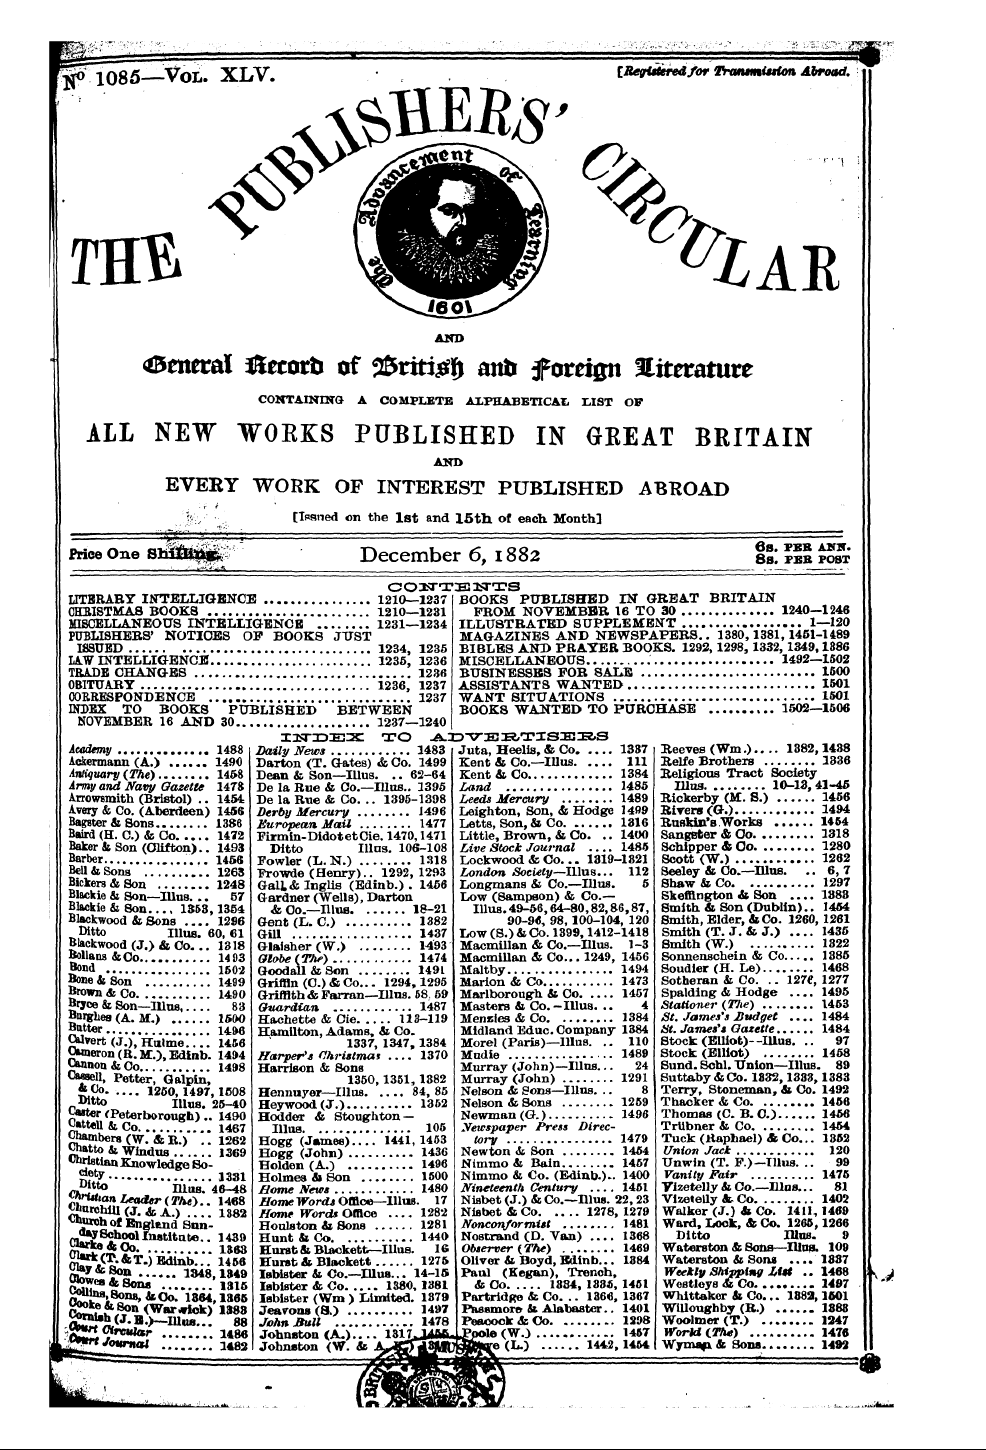 No 1085—VOL. XLV.
[Registered for Transmission Abroad.
THE PUBLISHERS' CIRCULAR
The Advancement of Learning
1601
AND
General Record of British and Foreign Literature
CONTAINING A COMPLETE ALPHABETICAL LIST OF
ALL NEW WORKS PUBLISHED IN GREAT BRITAIN
AND
EVERY WORK OF INTEREST PUBLISHED ABROAD
[Issued on the 1st and 15th of each Month]
Price One Shilling.
December 6, 1882
6s. PER ANN.
8s. PER POST
CONTENTS
LITERARY INTELLIGENCE ................ 1210—1237
CHRISTMAS BOOKS ........................ 1210—1231
MISCELLANEOUS INTELLIGENCE ........ 1231—1234
PUBLISHERS' NOTICES OF BOOKS JUST
ISSUED ................................ 1234, 1235
LAW INTELLIGENCE........................ 1235, 1236
TRADE CHANGES ................................ 1236
OBITUARY ................................ 1236, 1237
CORRESPONDENCE ................................ 1237
INDEX TO BOOKS PUBLISHED BETWEEN
NOVEMBER 16 AND 30.................... 1237—1240
BOOKS PUBLISHED IN GREAT BRITAIN
FROM NOVEMBER 16 TO 30 .............. 1240—1246
ILLUSTRATED SUPPLEMENT .................. 1—120
MAGAZINES AND NEWSPAPERS.. 1380, 1381, 1451-1489
BIBLES AND PRAYER BOOKS. 1292, 1298, 1332, 1349, 1386
MISCELLANEOUS............................ 1492—1502
BUSINESSES FOR SALE .......................... 1500
ASSISTANTS WANTED ............................ 1501
WANT SITUATIONS .............................. 1501
BOOKS WANTED TO PURCHASE .......... 1502—1506
INDEX TO ADVERTISERS
Academy ............. 1488
Ackermann (A.) ...... 1490
Antiquary (The) ........ 1458
Army and Navy Gazette 1478
Arrowsmith (Bristol) .. 1454
Avery & Co. (Aberdeen) 1456
Bagster & Sons........ 1386
Baird (H. C.) & Co. .... 1472
Baker & Son (Clifton).. 1493
Barber............... 1456
Bell & Sons .......... 1263
Bickers & Son ........ 1248
Blackie & Son—Illus. .. 57
Blackie & Son.... 1353, 1354
Blackwood & Sons .... 1296
Ditto Illus. 60, 61
Blackwood (J.) & Co... 1318
Bolians & Co.......... 1493
Bond ............... 1502
Bone & Son .......... 1499
Brown & Co. .......... 1490
Bryce & Son—Illus..... 83
Burghes (A. M.) ...... 1500
Butter............... 1496
Calvert (J.), Hulme.... 1456
Cameron (R. M.), Edinb. 1494
Cannon & Co.......... 1498
Cassell, Petter, Galpin,
& Co. .... 1250, 1497, 1508
Ditto Illus. 25-40
Caster (Peterborough) .. 1490
Cattell & Co. .......... 1467
Chambers (W. & R.) .. 1262
Chatto & Windus ...... 1369
Christian Knowledge So-
ciety ............... 1331
Ditto Illus. 46-48
Christian Leader (The).. 1468
Churchill (J. & A.) .... 1382
Church of England Sun-
day School Institute.. 1439
Clarke & Co. .......... 1363
Clark (T. & T.) Edinb... 1456
Clay & Son ...... 1348, 1349
Clowes & Sons ........ 1315
Collins, Sons, & Co. 1364, 1365
Cooke & Son (Warwick) 1383
Cornish (J. E.)—Illus... 88
Court Circular ........ 1486
Court Journal ........ 1482
Daily News ........... 1483
Darton (T. Gates) & Co. 1499
Dean & Son—Illus. .. 62-64
De la Rue & Co.—Illus.. 1395
De la Rue & Co. .. 1395-1398
Derby Mercury ........ 1496
European Mail ........ 1477
Firmin-Didot et Cie. 1470, 1471
Ditto Illus. 106-108
Fowler (L. N.) ........ 1318
Frowde (Henry).. 1292, 1293
Gall & Inglis (Edinb.) . 1456
Gardner (Wells), Darton
& Co.—Illus. ...... 18-21
Gent (L. C.) .......... 1382
Gill ................. 1437
Glaisher (W.) ........ 1493
Globe (The) .......... 1474
Goodall & Son ........ 1491
Griffin (C.) & Co... 1294, 1295
Griffith & Farran—Illus. 58, 59
Guardian ............ 1487
Hachette & Cie. .... 113-119
Hamilton, Adams, & Co.
1337, 1347, 1384
Harper's Christmas .... 1370
Harrison & Sons
1350, 1351, 1382
Hennuyer—Illus. .... 84, 85
Heywood (J.).......... 1352
Hodder & Stoughton—
Illus. ............... 105
Hogg (James).... 1441, 1453
Hogg (John) .......... 1436
Holden (A.) .......... 1496
Holmes & Son ........ 1500
Home News .......... 1480
Home Words Office—Illus. 17
Home Words Office .... 1282
Houlston & Sons ...... 1281
Hunt & Co. .......... 1440
Hurst & Blackett—Illus. 16
Hurst & Blackett ...... 1275
Isbister & Co.—Illus... 14-15
Isbister & Co. .... 1380, 1381
Isbister (Wm ) Limited. 1379
Jeavons (S.) .......... 1497
John Bull ............ 1478
Johnston (A.).... 1317, 1455
Johnston (W. & A. K.)
Juta, Heelis, & Co. .... 1337
Kent & Co.—Illus. .... 111
Kent & Co............ 1384
Land ............... 1485
Leeds Mercury ........ 1489
Leighton, Son, & Hodge 1499
Letts, Son, & Co. ...... 1316
Little, Brown, & Co. .. 1400
Live Stock Journal .... 1485
Lockwood & Co. .. 1319-1321
London Society—Illus... 112
Longmans & Co.—Illus. 5
Low (Sampson) & Co.—
Illus. 49-56, 64-80, 82, 86, 87,
90-96, 98, 100-104, 120
Low (S.) & Co. 1399, 1412-1418
Macmillan & Co.—Illus. 1-3
Macmillan & Co... 1249, 1456
Maltby............... 1494
Marion & Co.......... 1473
Marlborough & Co. .... 1457
Masters & Co.—Illus. .. 4
Menzies & Co. ........ 1384
Midland Educ. Company 1384
Morel (Paris)—Illus. .. 110
Mudie ............... 1489
Murray (John)—Illus... 24
Murray (John) ........ 1291
Nelson & Sons—Illus. .. 8
Nelson & Sons ........ 1259
Newman (G.) .......... 1496
Newspaper Press Direc-
tory ............... 1479
Newton & Son ........ 1454
Nimmo & Bain........ 1457
Nimmo & Co. (Edinb.).. 1400
Nineteenth Century .... 1451
Nisbet (J.) & Co.—Illus. 22, 23
Nisbet & Co. .... 1278, 1279
Nonconformist ........ 1481
Nostrand (D. Van) .... 1368
Observer (The) ........ 1469
Oliver & Boyd, Edinb... 1384
Paul (Kegan), Trench,
& Co. .... 1334, 1335, 1451
Partridge & Co. .. 1366, 1367
Passmore & Alabaster.. 1401
Peacock & Co. ........ 1298
Poole (W.) ............ 1457
(L.) ...... 1442, 1454
Reeves (Wm.).... 1382, 1438
Relfe Brothers ........ 1336
Religious Tract Society
Illus. ........ 10-13, 41-45
Rickerby (M. S.) ...... 1456
Rivers (G.)............ 1494
Ruskin's Works ...... 1454
Sangster & Co. ........ 1318
Schipper & Co. ........ 1280
Scott (W.) ............ 1262
Seeley & Co.—Illus. .. 6, 7
Shaw & Co. .......... 1297
Skeffington & Son .... 1388
Smith & Son (Dublin).. 1454
Smith, Elder, & Co. 1260, 1261
Smith (T. J. & J.) .... 1435
Smith (W.) .......... 1322
Sonnenschein & Co..... 1385
Soudier (H. Le)........ 1468
Sotheran & Co. .. 1276, 1277
Spalding & Hodge .... 1495
Stationer (The) ........ 1453
St. James's Budget .... 1484
St. James's Gazette...... 1484
Stock (Elliot)—Illus. .. 97
Stock (Elliot) ........ 1458
Sund. Schl. Union—Illus. 89
Suttaby & Co. 1332, 1333, 1383
Terry, Stoneman, & Co. 1492
Thacker & Co. ........ 1456
Thomas (C. B. C.)...... 1456
Trübner & Co. ........ 1454
Tuck (Raphael) & Co... 1352
Union Jack ........... 120
Unwin (T. F.)—Illus. .. 99
Vanity Fair .......... 1475
Vizetelly & Co.—Illus... 81
Vizetelly & Co. ........ 1402
Walker (J.) & Co. 1411, 1469
Ward, Lock, & Co. 1265, 1266
Ditto Illus. 9
Waterston & Sons—Illus. 109
Waterston & Sons .... 1337
Weekly Shipping List .. 1468
Westleys & Co. ........ 1497
Whittaker & Co... 1382, 1501
Willoughby (R.) ...... 1388
Woolmer (T.) ........ 1247
World (The) .......... 1476
Wyman & Sons........ 1492